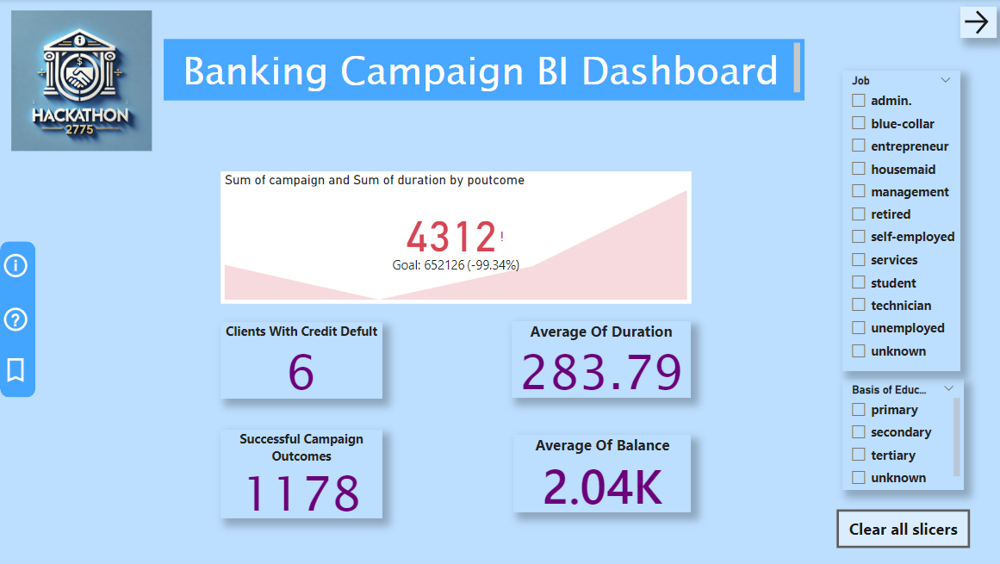 HACKATHON
2775
Banking Campaign BI Dashboard
Sum of campaign and Sum of duration by poutcome
4312!
Goal: 652126 (-99.34%)
Clients With Credit Defult
6
Average Of Duration
283.79
Successful Campaign
Outcomes
1178
Average Of Balance
2.04K
Job
admin.
blue-collar
entrepreneur
housemaid
management
retired
self-employed
services
student
technician
unemployed
unknown
Basis of Educ...
primary
secondary
tertiary
unknown
Clear all slicers